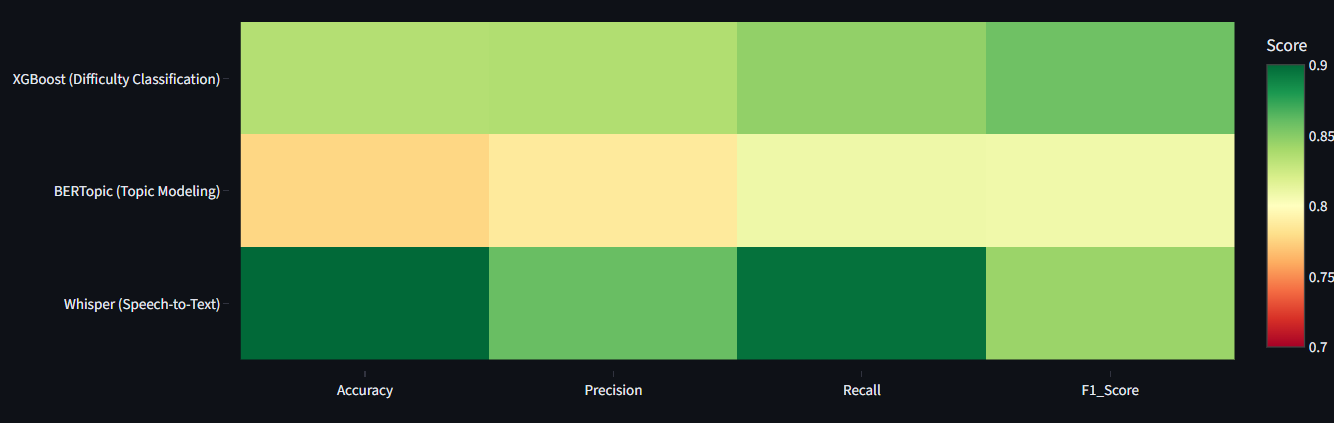 XGBoost (Difficulty Classification)
BERTopic (Topic Modeling)
Whisper (Speech-to-Text)
Accuracy
Precision
Recall
F1_Score
Score
0.9
0.85
0.8
0.75
0.7